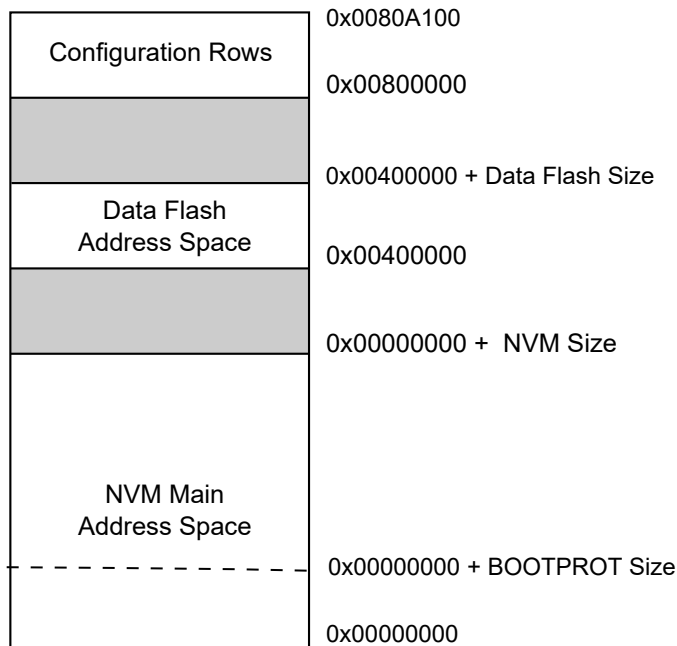 0x0080A100
Configuration Rows
0x00800000
0x00400000 + Data Flash Size
Data Flash
Address Space
0x00400000
0x00000000 + NVM Size
NVM Main
Address Space
0x00000000 + BOOTPROT Size
0x00000000